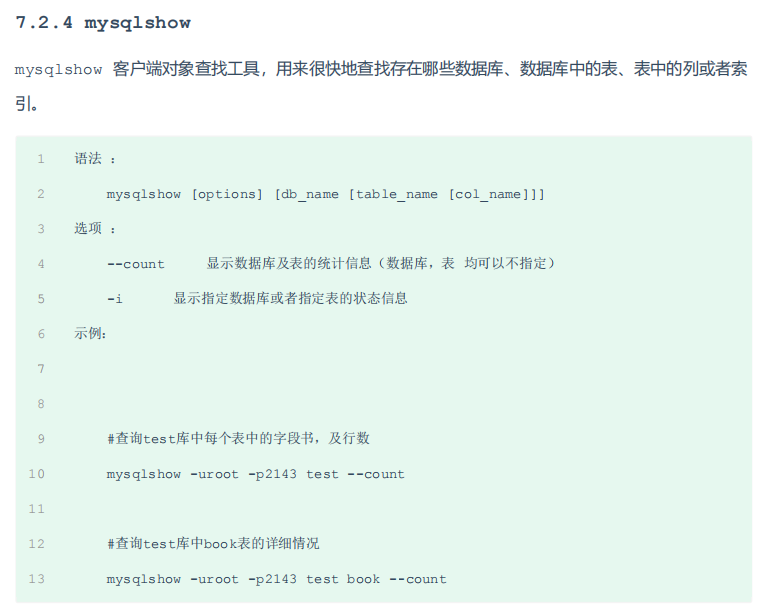 7.2.4 mysqlshow
mysqlshow 客户端对象查找工具，用来很快地查找存在哪些数据库、数据库中的表、表中的列或者索
引。
1 语法 ：
2 mysqlshow [options] [db_name [table_name [col_name]]]
3 选项 ：
4 --count 显示数据库及表的统计信息（数据库，表 均可以不指定）
5 -i 显示指定数据库或者指定表的状态信息
6 示例：
7
8
9 #查询test库中每个表中的字段书，及行数
10 mysqlshow -uroot -p2143 test --count
11
12 #查询test库中book表的详细情况
13 mysqlshow -uroot -p2143 test book --count